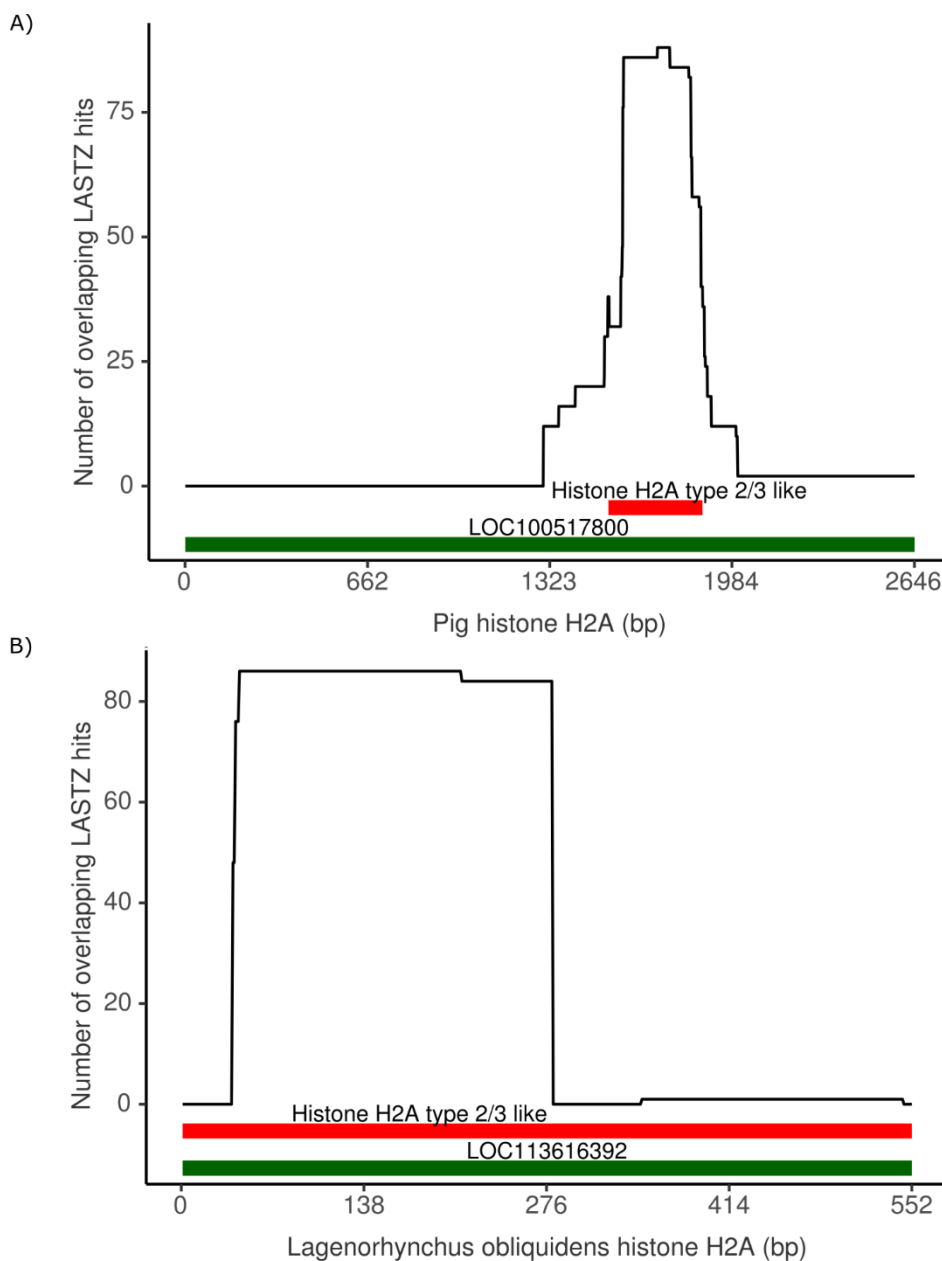 A)
Number of overlapping LASTZ hits
75
50
25
0
Histone H2A type 2/3 like
LOC100517800
0 662 1323 1984 2646
Pig histone H2A (bp)
B)
Number of overlapping LASTZ hits
80
60
40
20
0
Histone H2A type 2/3 like
LOC113616392
0 138 276 414 552
Lagenorhynchus obliquidens histone H2A (bp)